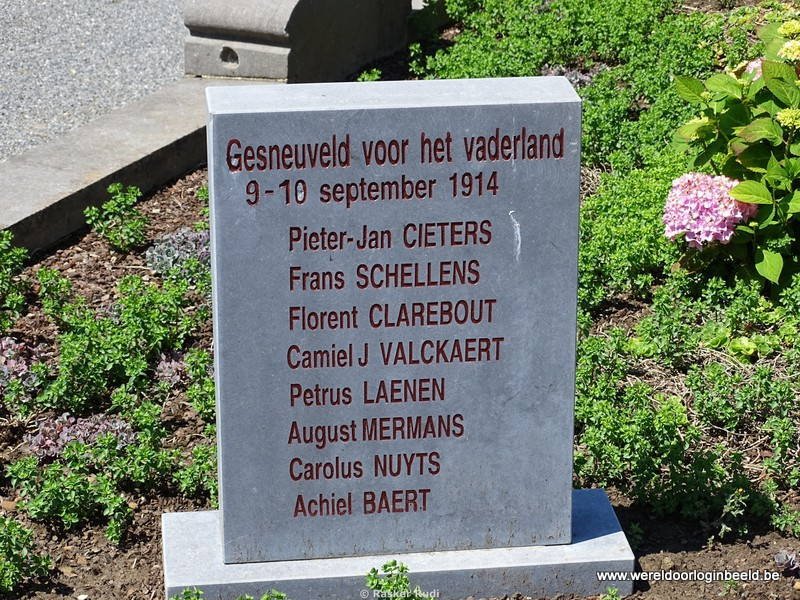 Gesneuveld voor het vaderland
9-10 september 1914
Pieter-Jan CIETERS
Frans SCHELLENS
Florent CLAREBOUT
Camiel J VALCKAERT
Petrus LAENEN
August MERMANS
Carolus NUYTS
Achiel BAERT
www.wereldoorloginbeeld.be
© Rasker Rudi